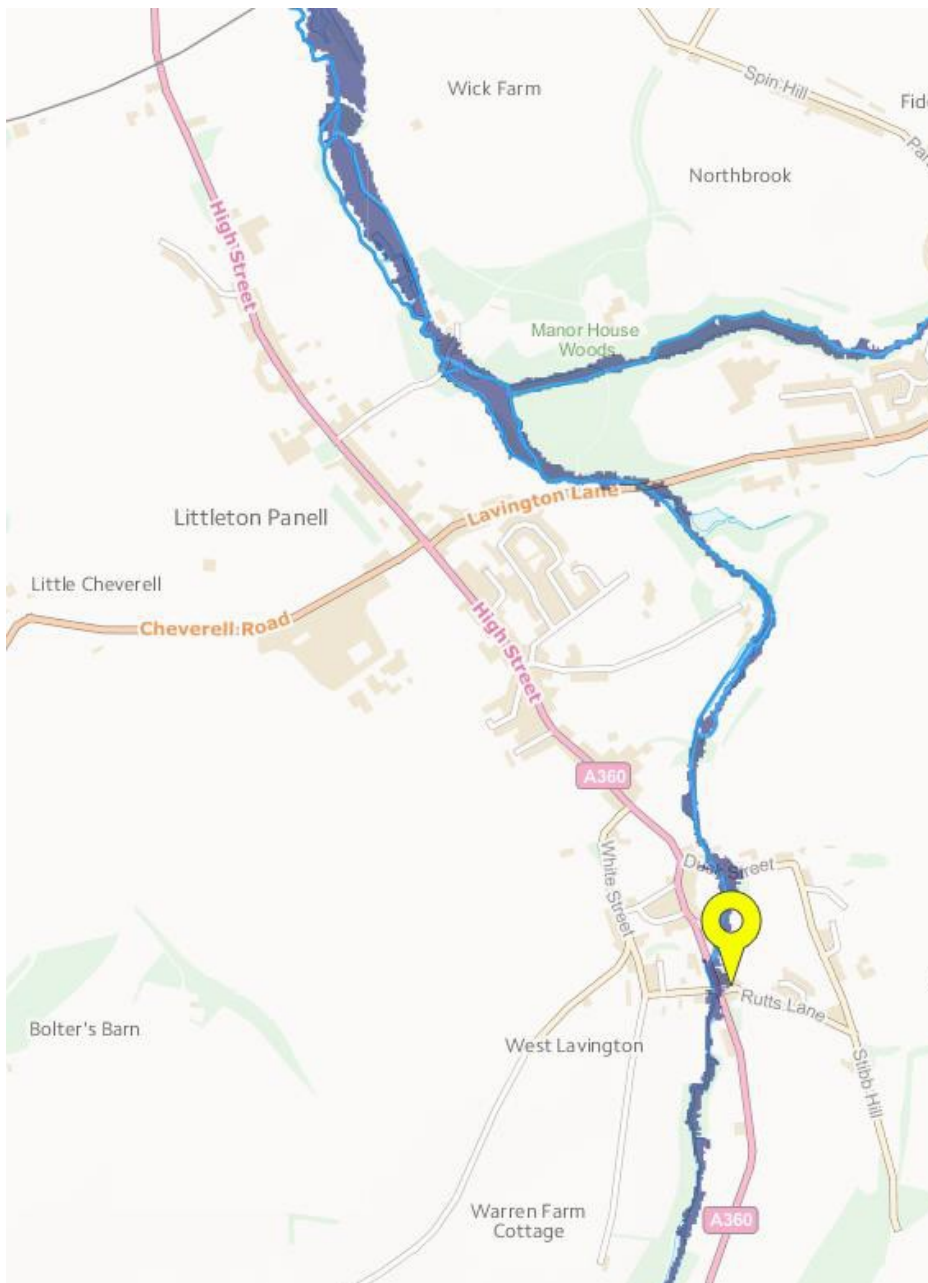 Wick Farm
Spin Hill
Northbrook
High Street
Manor House
Woods
Lavington Lane
Littleton Panell
Little Cheverell
Cheverell Road
High Street
A360
Duck Street
White Street
Rutts Lane
Bolter's Barn
West Lavington
Stibb Hill
Warren Farm
Cottage
A360